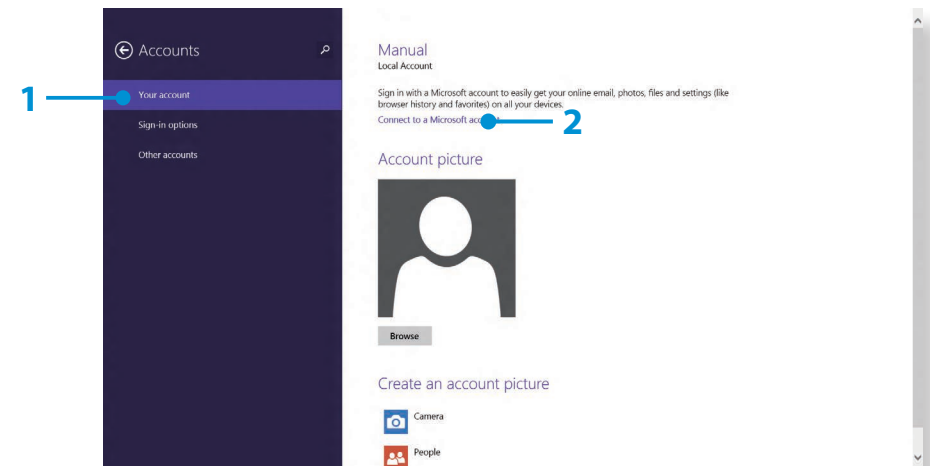 Accounts
1
Your account
Sign-in options
Other accounts
Manual
Local Account
Sign in with a Microsoft account to easily get your online email, photos, files and settings (like
browser history and favorites) on all your devices.
Connect to a Microsoft
2
Account picture
Browse
Create an account picture
Camera
People